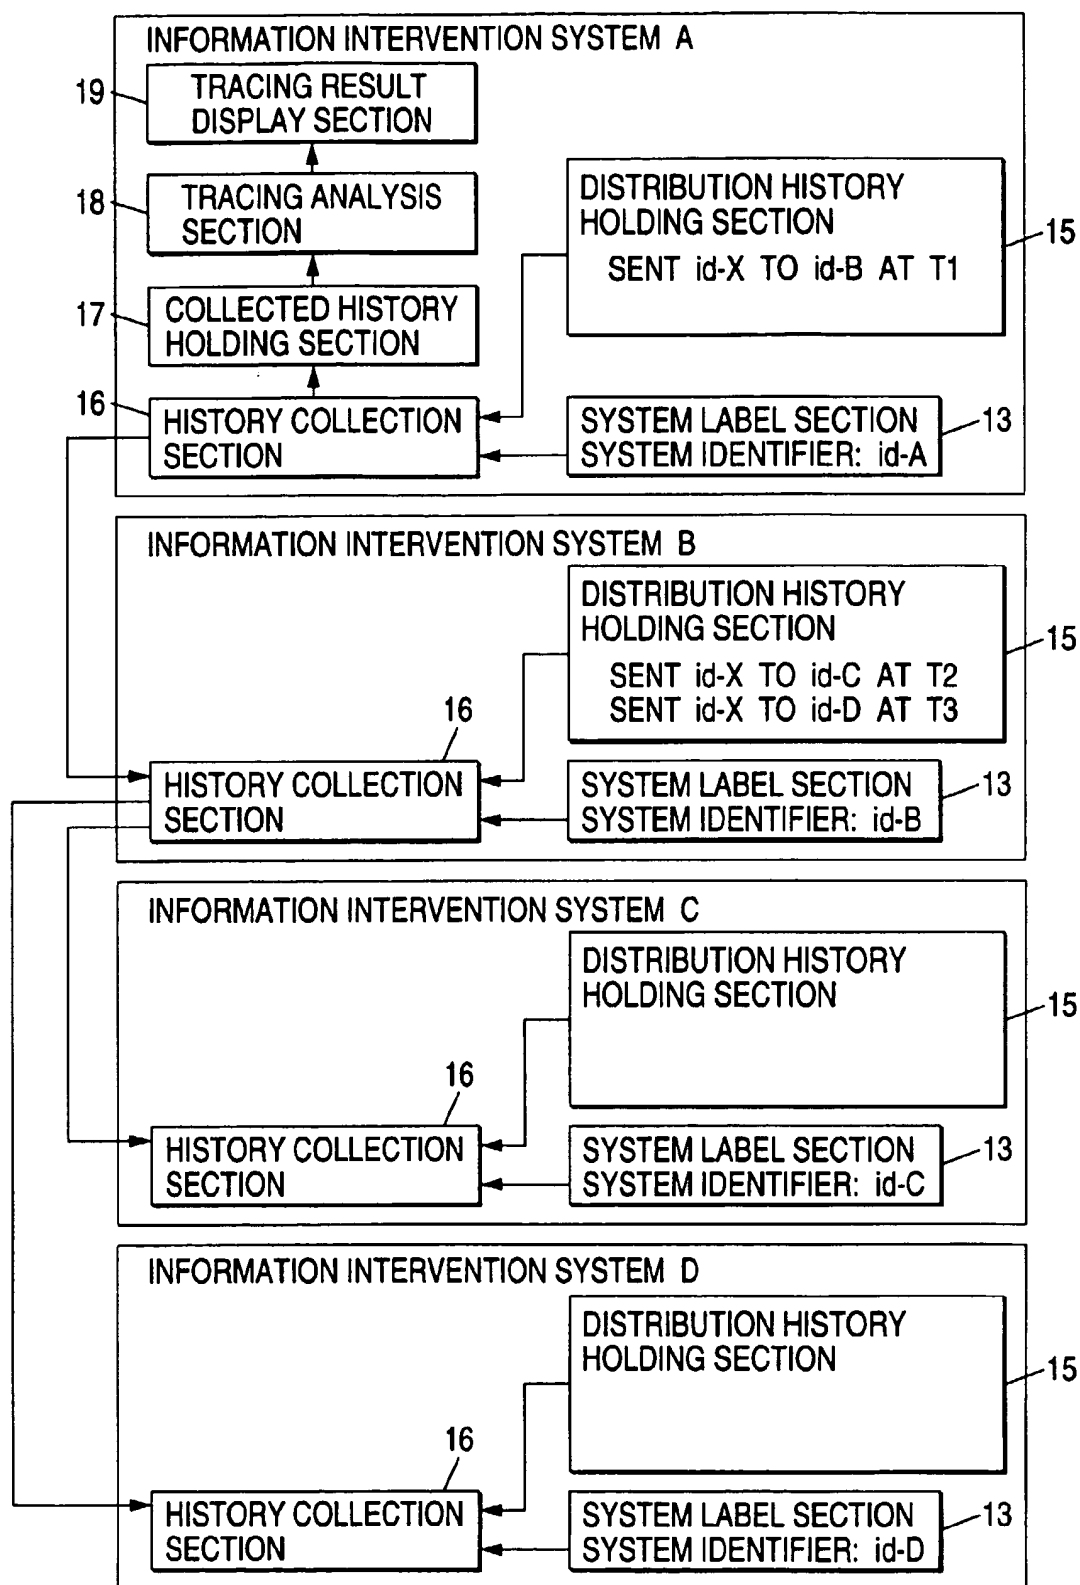 INFORMATION INTERVENTION SYSTEM A
19
TRACING RESULT
DISPLAY SECTION
18
TRACING ANALYSIS
SECTION
17
COLLECTED HISTORY
HOLDING SECTION
16
HISTORY COLLECTION
SECTION
DISTRIBUTION HISTORY
HOLDING SECTION
SENT id-X TO id-B AT T1
15
SYSTEM LABEL SECTION
SYSTEM IDENTIFIER: id-A
13
INFORMATION INTERVENTION SYSTEM B
DISTRIBUTION HISTORY
HOLDING SECTION
SENT id-X TO id-C AT T2
SENT id-X TO id-D AT T3
15
16
HISTORY COLLECTION
SECTION
SYSTEM LABEL SECTION
SYSTEM IDENTIFIER: id-B
13
INFORMATION INTERVENTION SYSTEM C
DISTRIBUTION HISTORY
HOLDING SECTION
15
16
HISTORY COLLECTION
SECTION
SYSTEM LABEL SECTION
SYSTEM IDENTIFIER: id-C
13
INFORMATION INTERVENTION SYSTEM D
DISTRIBUTION HISTORY
HOLDING SECTION
15
16
HISTORY COLLECTION
SECTION
SYSTEM LABEL SECTION
SYSTEM IDENTIFIER: id-D
13